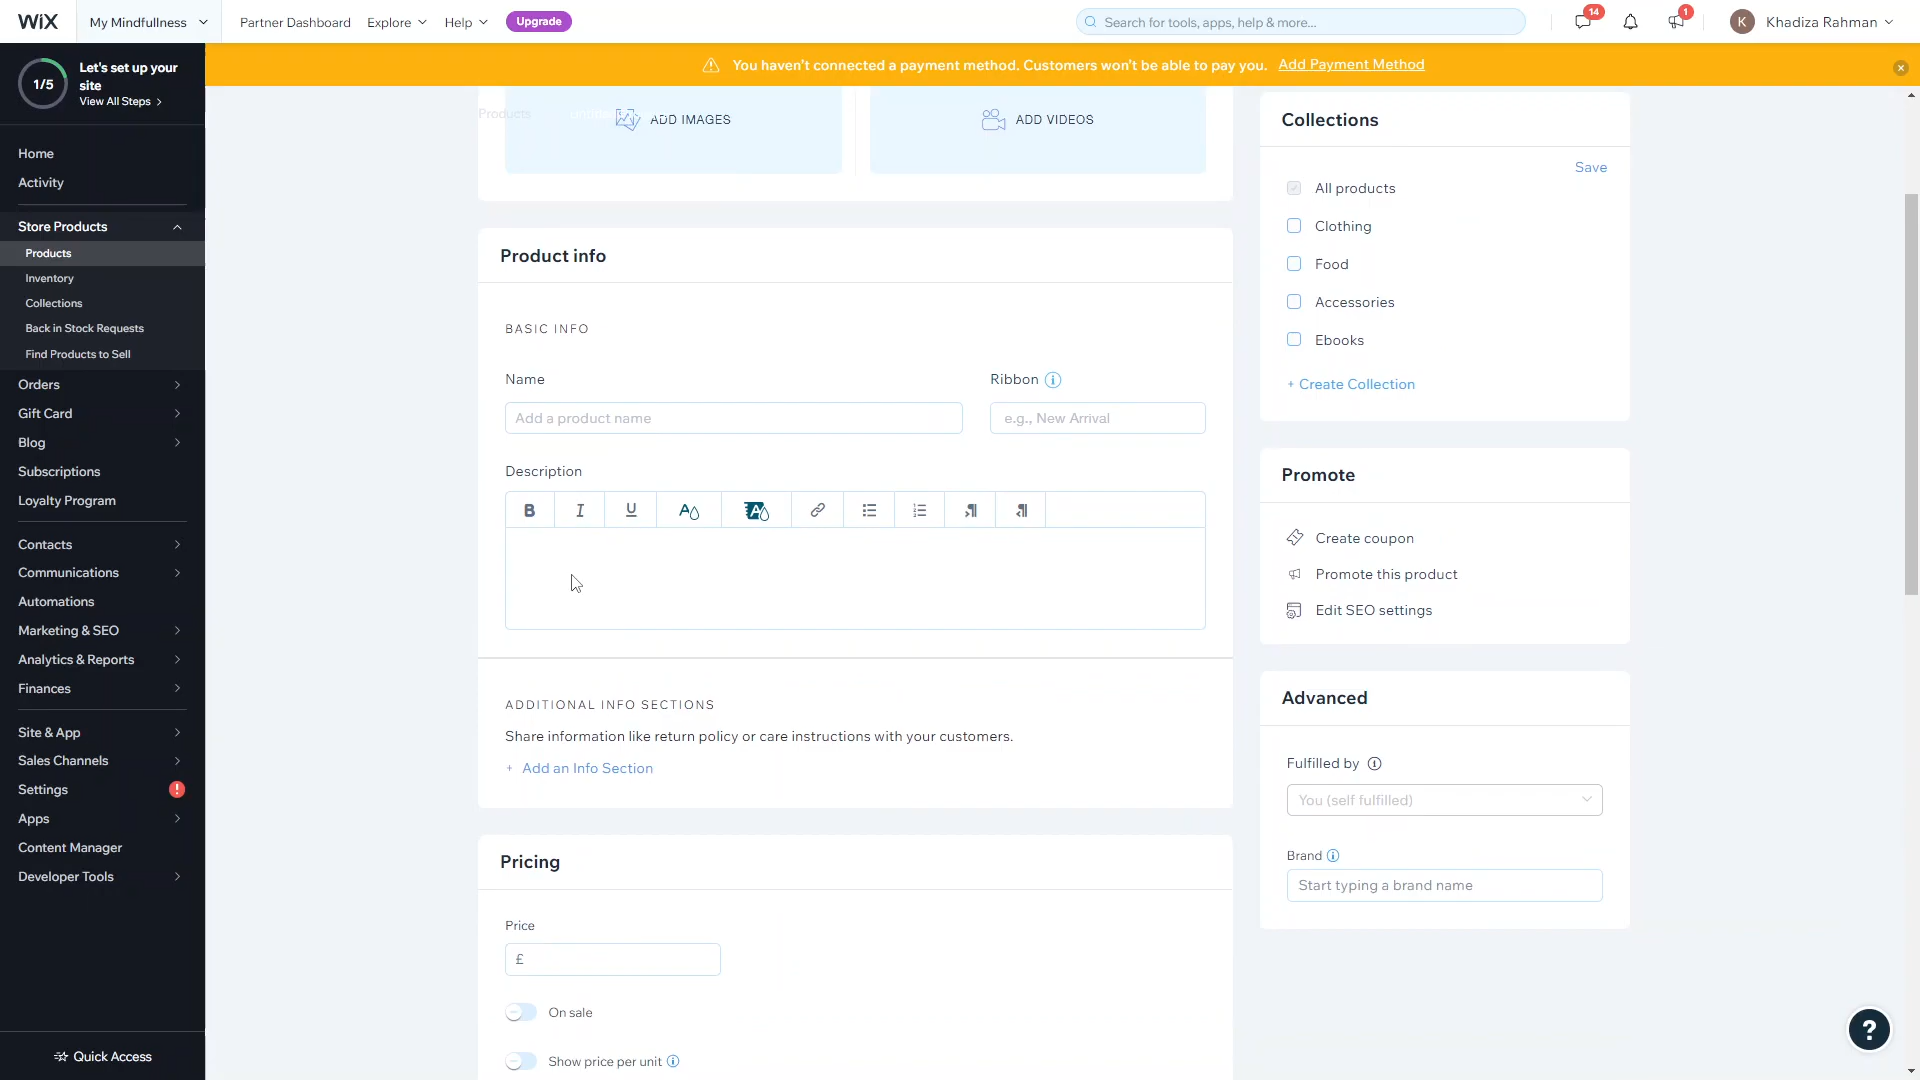 WiX
My Mindfullness
Partner Dashboard
Explore
Help
Upgrade
Search for tools, apps, help & more...
14
1
K
Khadiza Rahman
1/5
Let's set up your
site
View All Steps
You haven't connected a payment method. Customers won't be able to pay you. Add Payment Method
Home
Activity
Store Products
Products
Inventory
Collections
Back in Stock Requests
Find Products to Sell
Orders
Gift Card
Blog
Subscriptions
Loyalty Program
Contacts
Communications
Automations
Marketing & SEO
Analytics & Reports
Finances
Site & App
Sales Channels
Settings
Apps
Content Manager
Developer Tools
Quick Access
Products
ADD IMAGES
ADD VIDEOS
Product info
BASIC INFO
Name
Ribbon
Add a product name
e.g., New Arrival
Description
B I U A A
ADDITIONAL INFO SECTIONS
Share information like return policy or care instructions with your customers.
+ Add an Info Section
Pricing
Price
£
On sale
Show price per unit
Collections
Save
All products
Clothing
Food
Accessories
Ebooks
+ Create Collection
Promote
Create coupon
Promote this product
Edit SEO settings
Advanced
Fulfilled by
You (self fulfilled)
Brand
Start typing a brand name
?